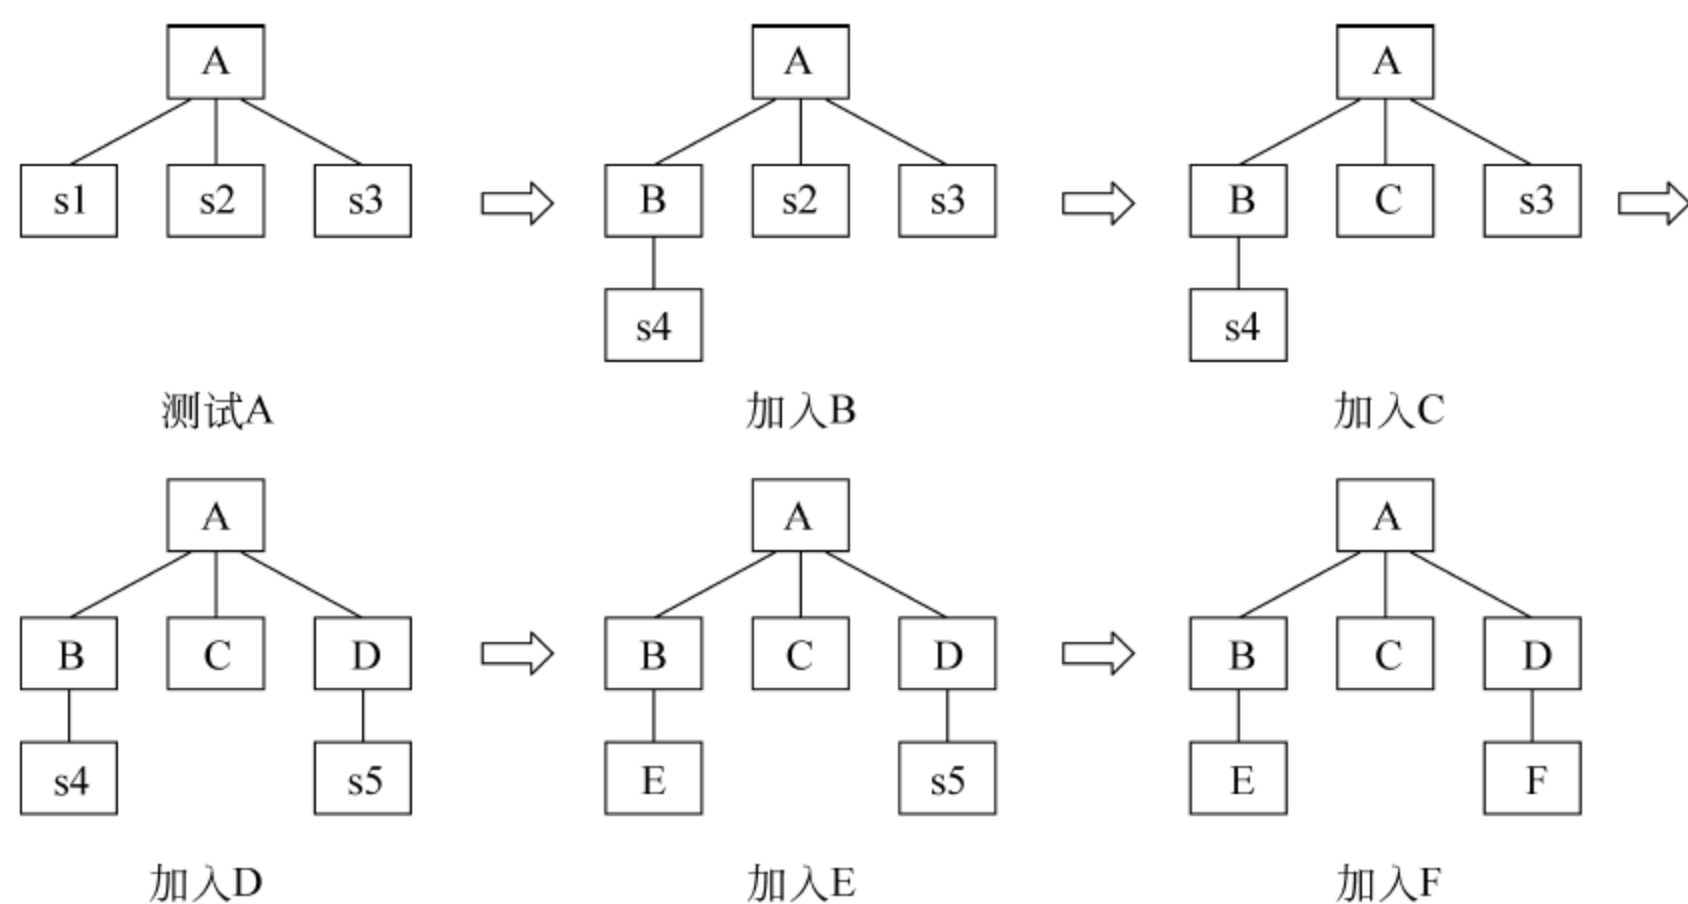 A A A
s1 s2 s3 B s2 s3 B C s3
s4 s4
测试A 加入B 加入C
A A A
B C D B C D B C D
s4 s5 E s5 E F
加入D 加入E 加入F